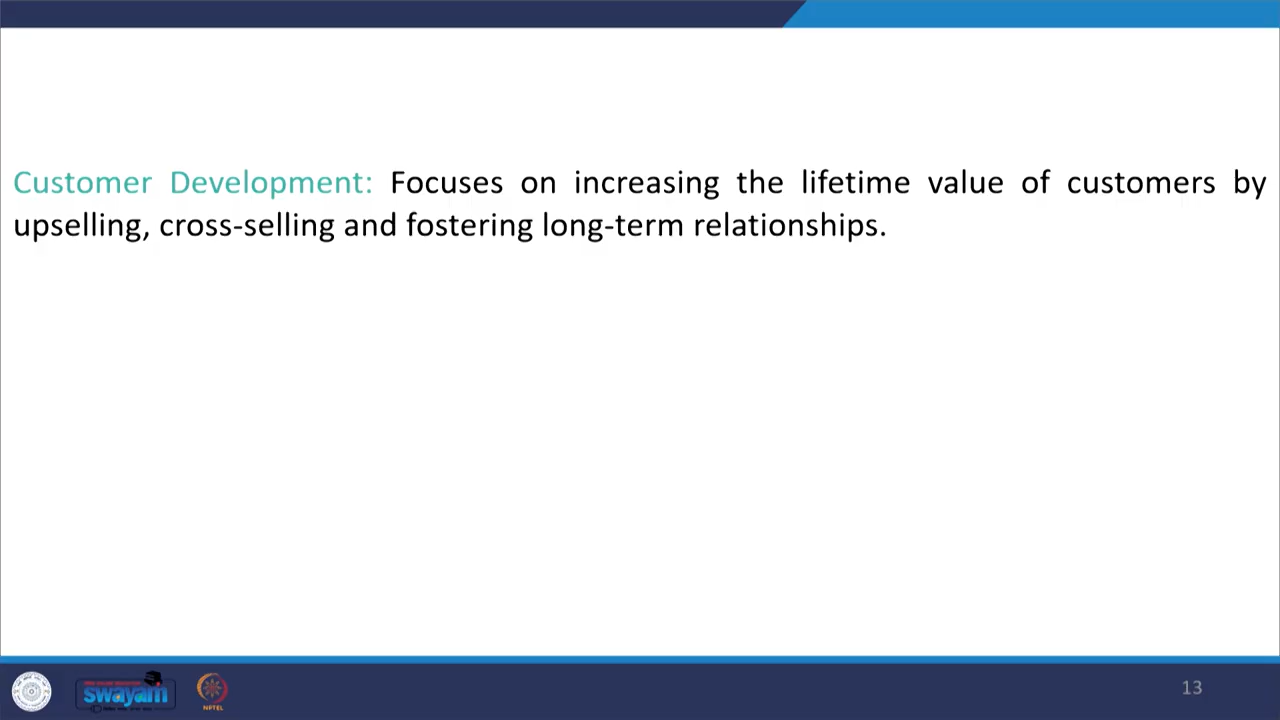 Customer Development: Focuses on increasing the lifetime value of customers by
upselling, cross-selling and fostering long-term relationships.
swayam
NPTEL
13